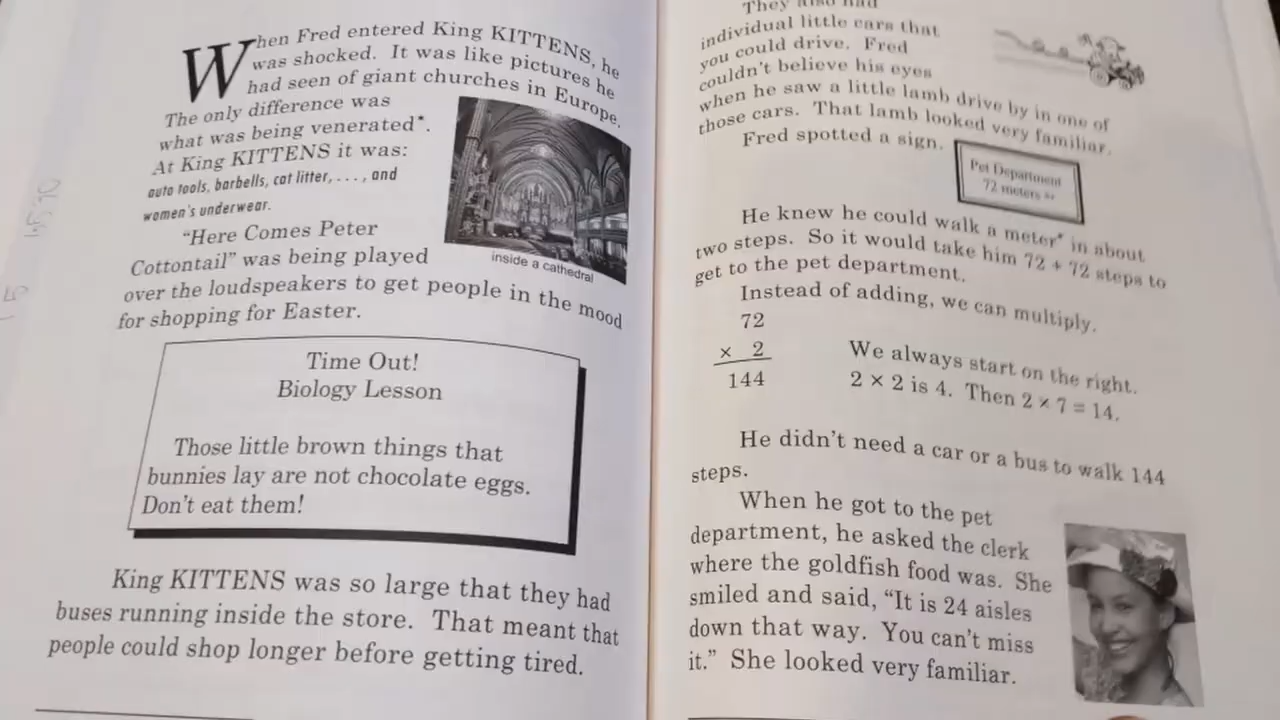 When Fred entered King KITTENS, he
was shocked. It was like pictures he
had seen of giant churches in Europe.
The only difference was
what was being venerated*.
At King KITTENS it was:
auto tools, barbells, cat litter, . . . , and
women's underwear.
"Here Comes Peter
Cottontail" was being played
over the loudspeakers to get people in the mood
for shopping for Easter.
inside a cathedral
Time Out!
Biology Lesson
Those little brown things that
bunnies lay are not chocolate eggs.
Don't eat them!
King KITTENS was so large that they had
buses running inside the store. That meant that
people could shop longer before getting tired.
They also had
individual little cars that
you could drive. Fred
couldn't believe his eyes
when he saw a little lamb drive by in one of
those cars. That lamb looked very familiar.
Fred spotted a sign.
Pet Department
72 meters
He knew he could walk a meter* in about
two steps. So it would take him 72 + 72 steps to
get to the pet department.
Instead of adding, we can multiply.
72
× 2
144
We always start on the right.
2 × 2 is 4. Then 2 × 7 = 14.
He didn't need a car or a bus to walk 144
steps.
When he got to the pet
department, he asked the clerk
where the goldfish food was. She
smiled and said, "It is 24 aisles
down that way. You can't miss
it." She looked very familiar.